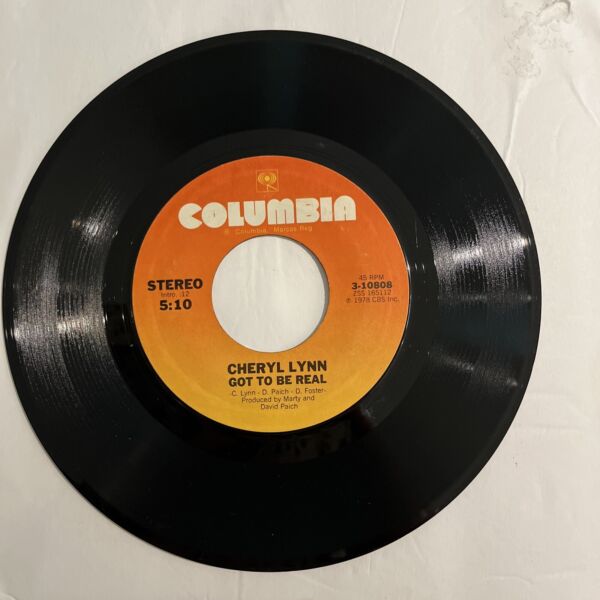 COLUMBIA
® Columbia, Marcas Reg
STEREO
Intro. :12
5:10
45 RPM
3-10808
ZSS 165112
℗ 1978 CBS Inc.
CHERYL LYNN
GOT TO BE REAL
-C. Lynn - D. Paich - D. Foster-
Produced by Marty and
David Paich